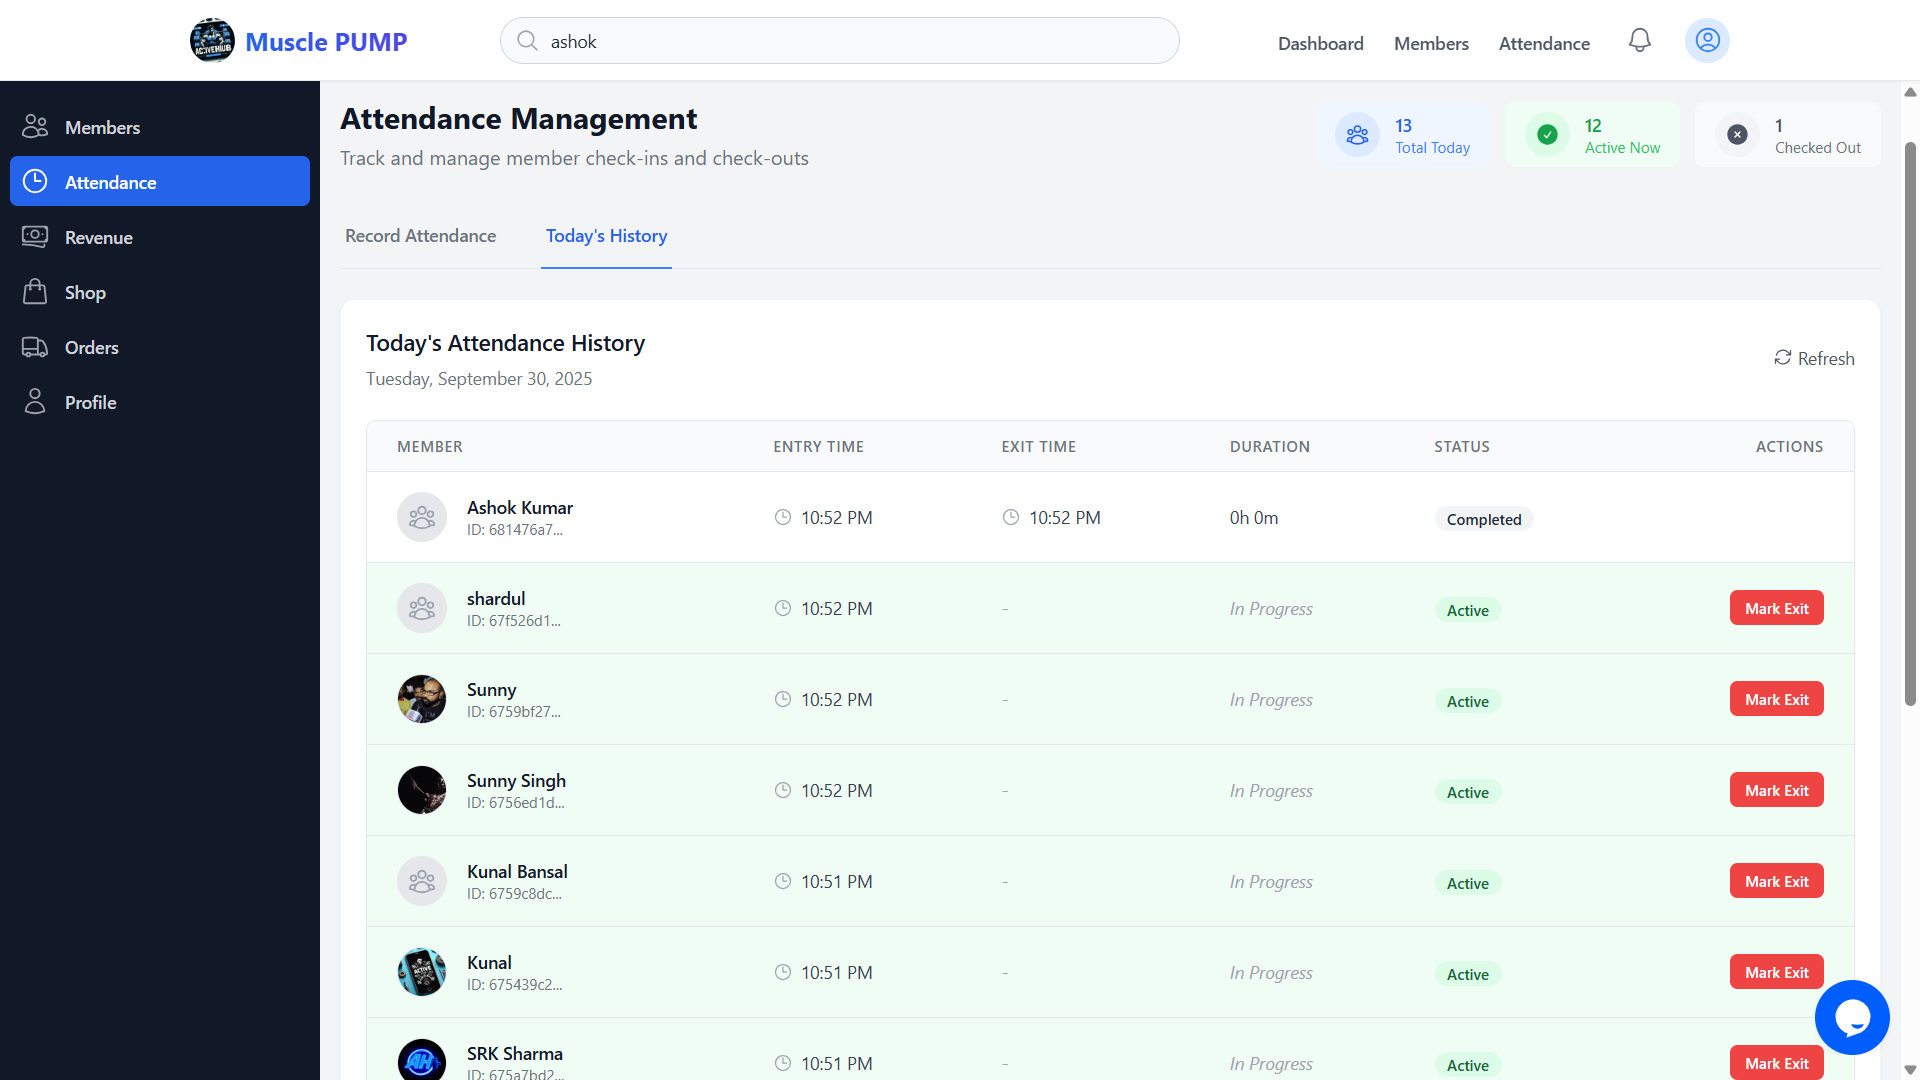 Muscle PUMP
ashok
Dashboard
Members
Attendance
Members
Attendance
Revenue
Shop
Orders
Profile
Attendance Management
Track and manage member check-ins and check-outs
13
Total Today
12
Active Now
1
Checked Out
Record Attendance
Today's History
Today's Attendance History
Tuesday, September 30, 2025
Refresh
MEMBER ENTRY TIME EXIT TIME DURATION STATUS ACTIONS
Ashok Kumar
ID: 681476a7...
10:52 PM 10:52 PM 0h 0m Completed
shardul
ID: 67f526d1...
10:52 PM - In Progress Active Mark Exit
Sunny
ID: 6759bf27...
10:52 PM - In Progress Active Mark Exit
Sunny Singh
ID: 6756ed1d...
10:52 PM - In Progress Active Mark Exit
Kunal Bansal
ID: 6759c8dc...
10:51 PM - In Progress Active Mark Exit
Kunal
ID: 675439c2...
10:51 PM - In Progress Active Mark Exit
SRK Sharma
ID: 675a7bd2...
10:51 PM - In Progress Active Mark Exit